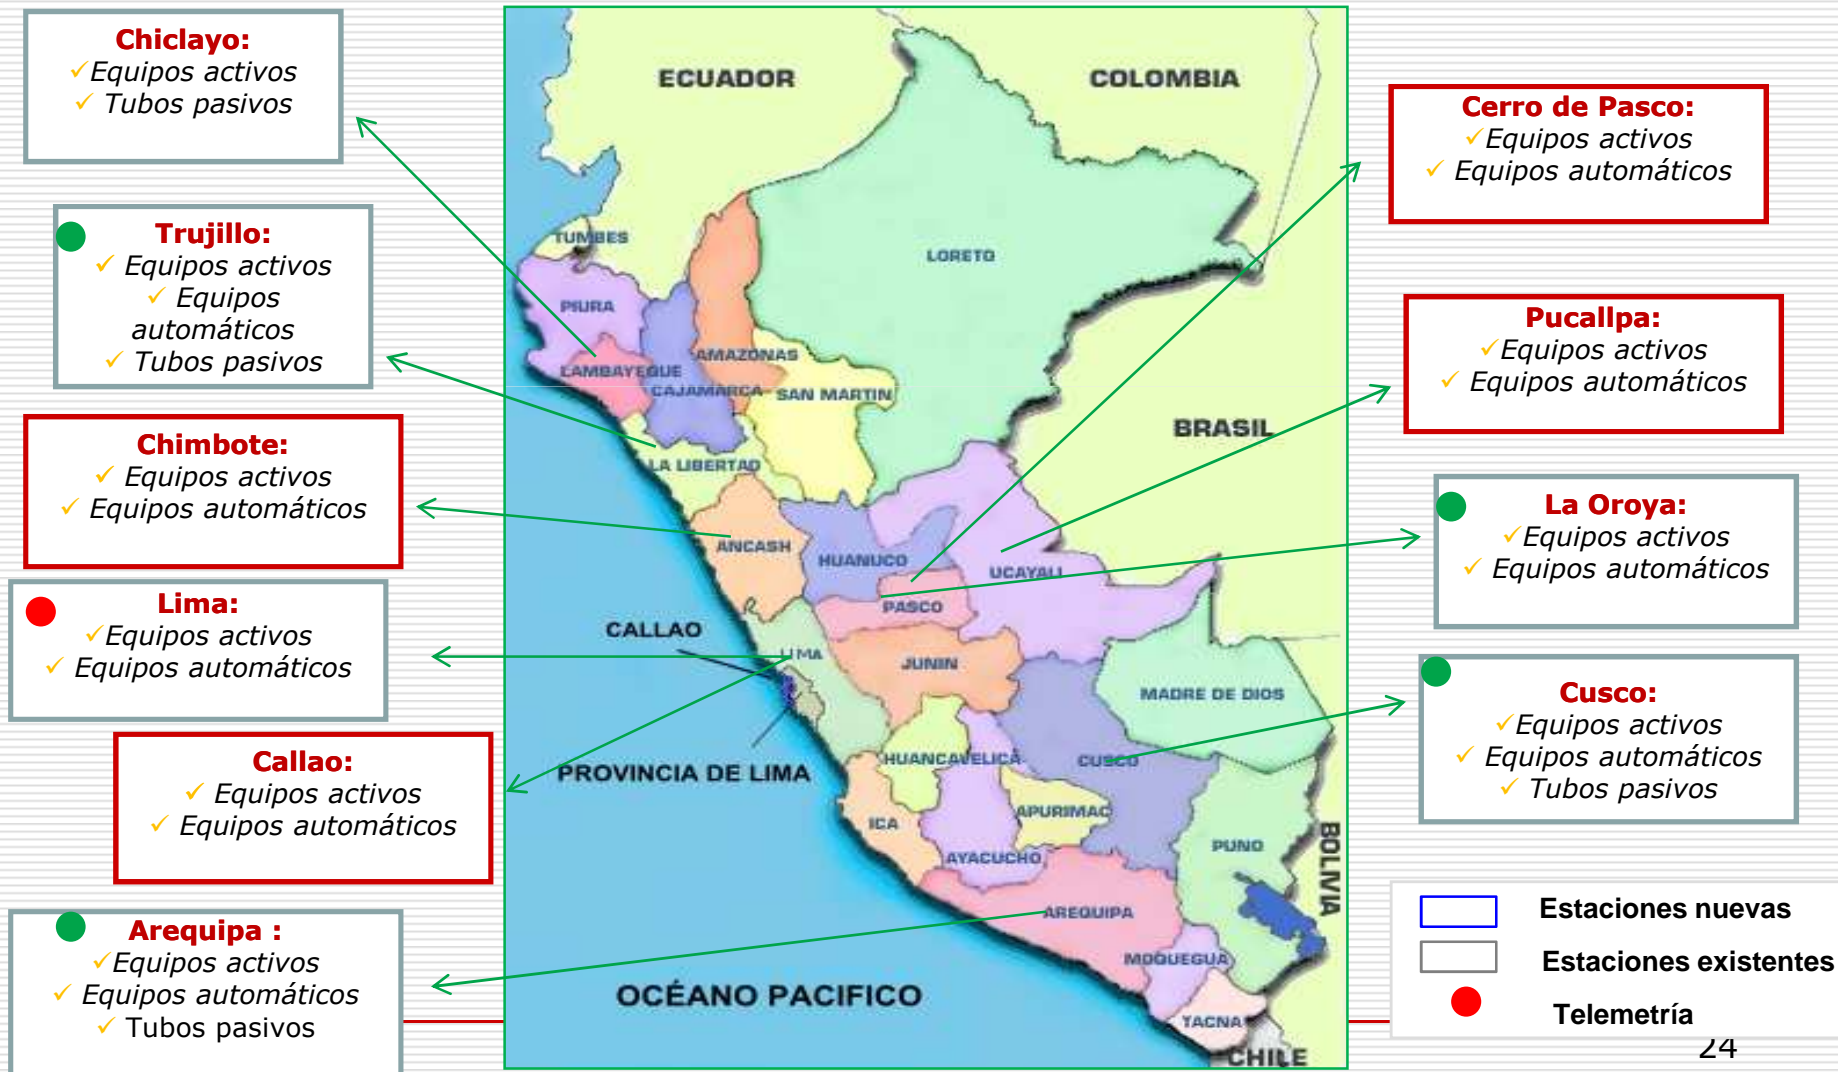 Chiclayo:
✓Equipos activos
✓ Tubos pasivos
Trujillo:
✓ Equipos activos
✓ Equipos
automáticos
✓ Tubos pasivos
Chimbote:
✓ Equipos activos
✓ Equipos automáticos
Lima:
✓Equipos activos
✓ Equipos automáticos
Callao:
✓ Equipos activos
✓ Equipos automáticos
Arequipa :
✓Equipos activos
✓ Equipos automáticos
✓ Tubos pasivos
ECUADOR
COLOMBIA
TUMBES
LORETO
PIURA
AMAZONAS
LAMBAYEQUE
CAJAMARCA
SAN MARTIN
BRASIL
LA LIBERTAD
ANCASH
HUANUCO
UCAYALI
PASCO
CALLAO
LIMA
JUNIN
MADRE DE DIOS
HUANCAVELICA
CUSCO
PROVINCIA DE LIMA
APURIMAC
ICA
PUNO
BOLIVIA
AYACUCHO
AREQUIPA
MOQUEGUA
OCÉANO PACIFICO
TACNA
CHILE
Cerro de Pasco:
✓Equipos activos
✓ Equipos automáticos
Pucallpa:
✓Equipos activos
✓ Equipos automáticos
La Oroya:
✓Equipos activos
✓ Equipos automáticos
Cusco:
✓Equipos activos
✓ Equipos automáticos
✓ Tubos pasivos
Estaciones nuevas
Estaciones existentes
Telemetría
24